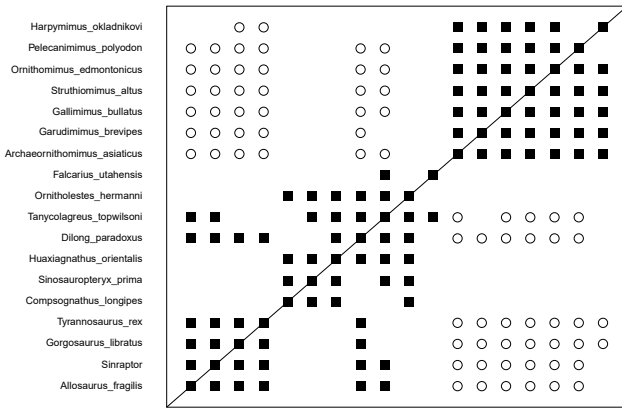 Harpymimus_okladnikovi
Pelecanimimus_polyodon
Ornithomimus_edmontonicus
Struthiomimus_altus
Gallimimus_bullatus
Garudimimus_brevipes
Archaeornithomimus_asiaticus
Falcarius_utahensis
Ornitholestes_hermanni
Tanycolagreus_topwilsoni
Dilong_paradoxus
Huaxiagnathus_orientalis
Sinosauropteryx_prima
Compsognathus_longipes
Tyrannosaurus_rex
Gorgosaurus_libratus
Sinraptor
Allosaurus_fragilis